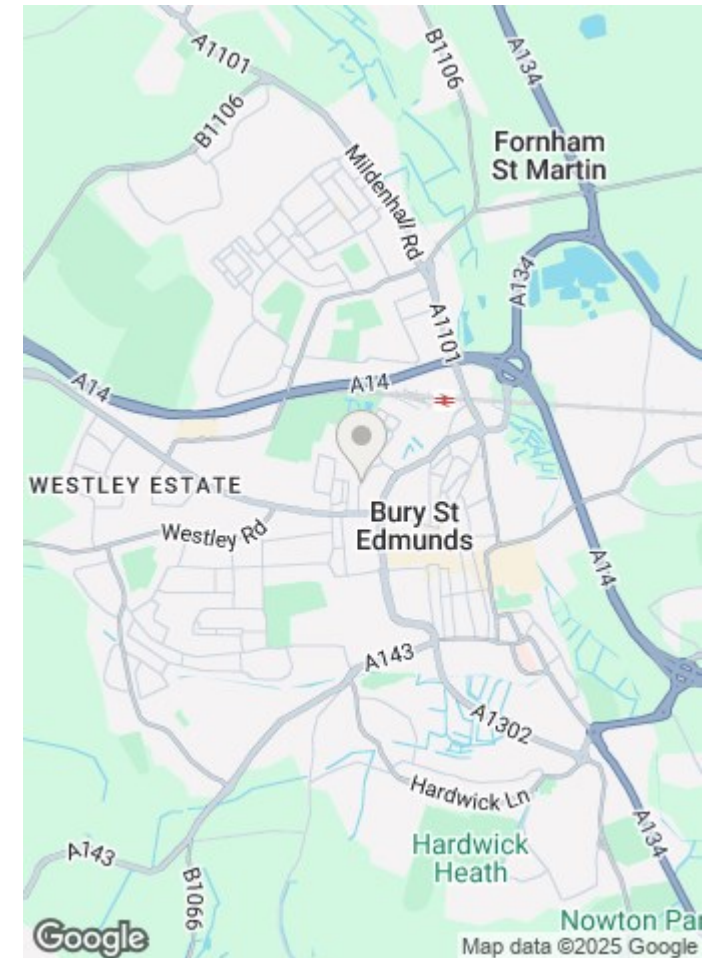 A1101
B1106
A134
B1106
Fornham
St Martin
Mildenhall Rd
A134
A1101
A14
A14
WESTLEY ESTATE
Westley Rd
Bury St
Edmunds
A14
A143
A1302
Hardwick Ln
A143
B1066
Hardwick
Heath
A134
Nowton Par
Google
Map data ©2025 Google